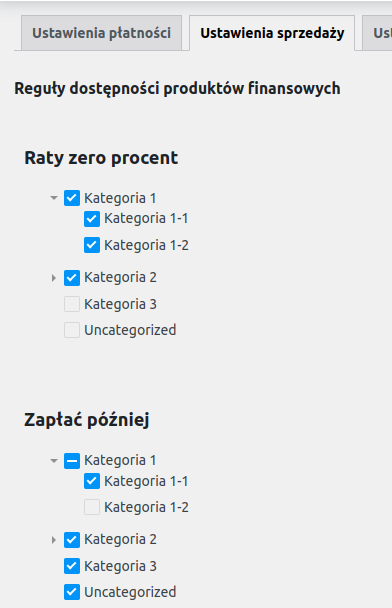 Ustawienia płatności
Ustawienia sprzedaży
Ust
Reguły dostępności produktów finansowych
Raty zero procent
Kategoria 1
Kategoria 1-1
Kategoria 1-2
Kategoria 2
Kategoria 3
Uncategorized
Zapłać później
Kategoria 1
Kategoria 1-1
Kategoria 1-2
Kategoria 2
Kategoria 3
Uncategorized